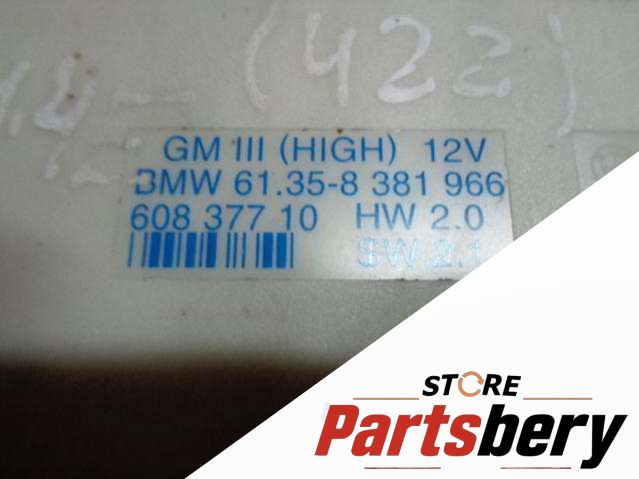 (422)
GM III (HIGH) 12V
BMW 61.35-8 381 966
608 377 10 HW 2.0
SW 2.1
STORE
Partsbery